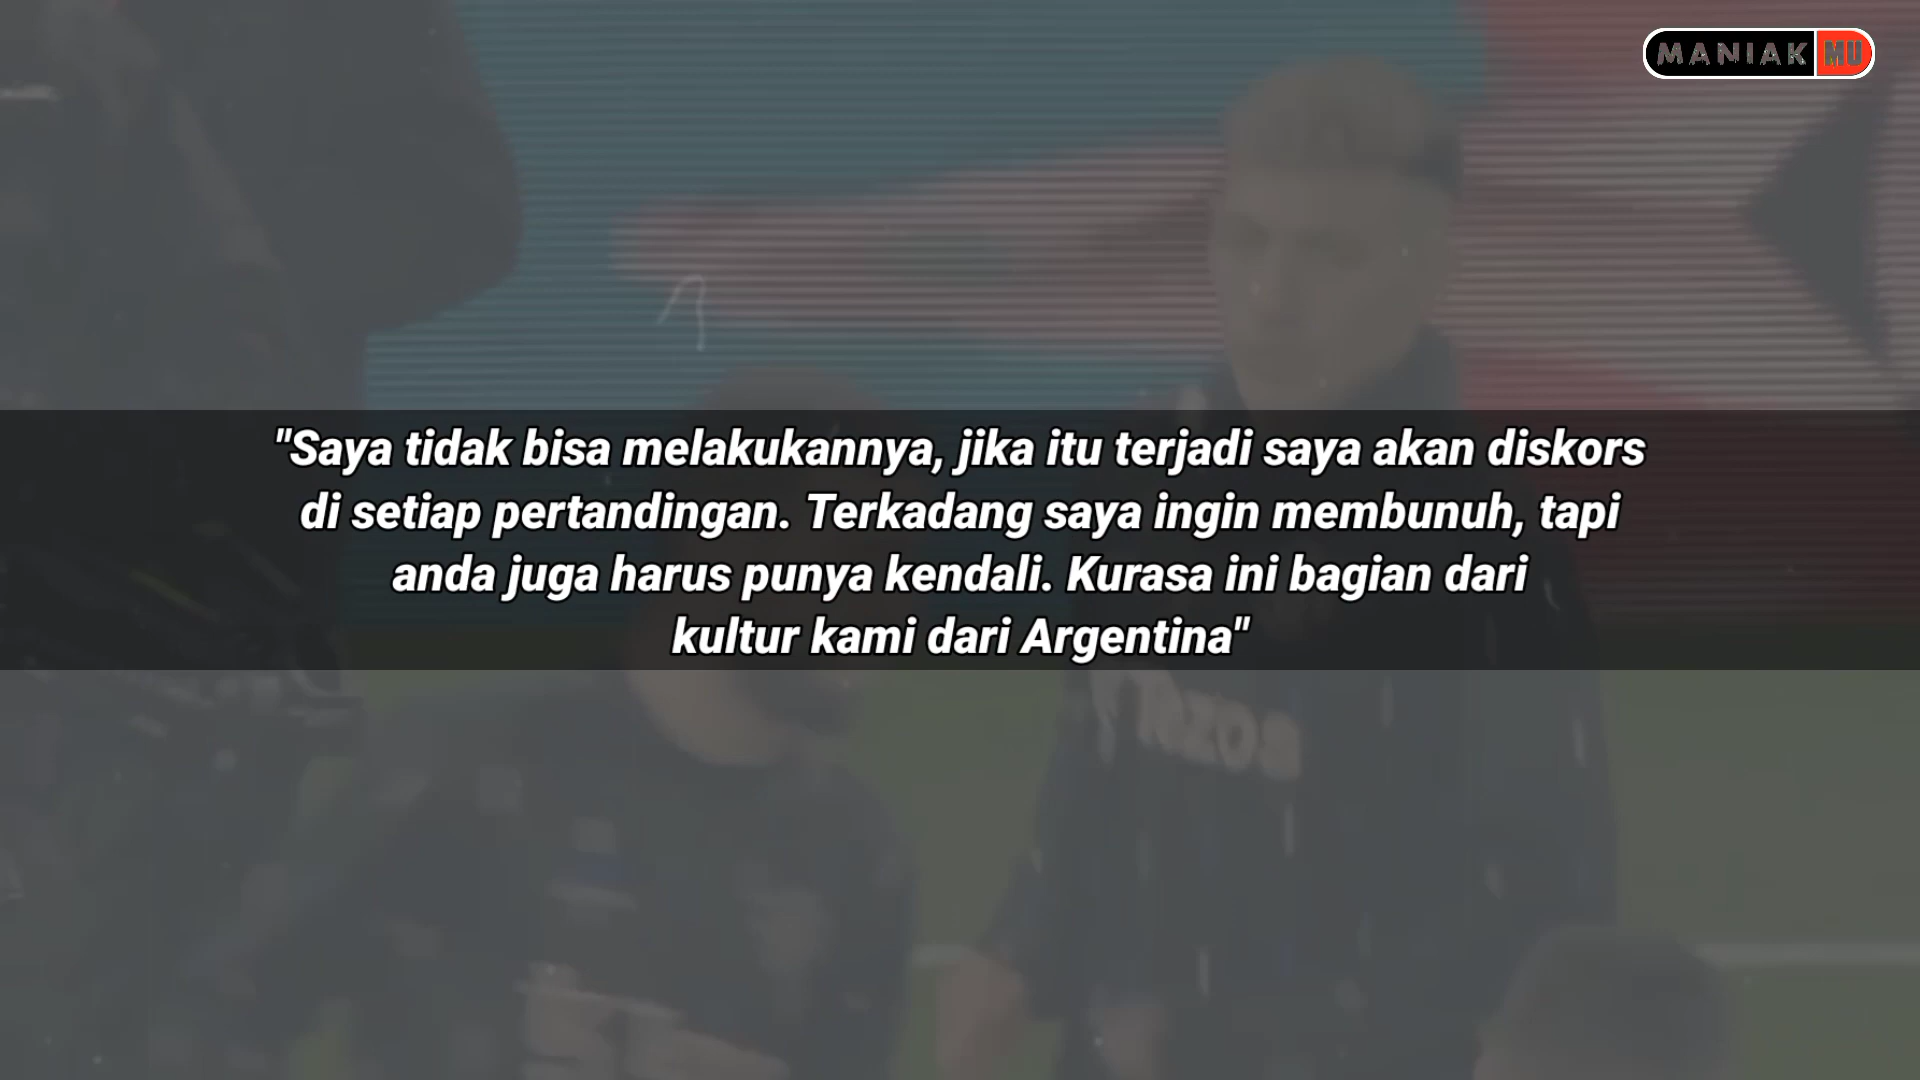 MANIAK MU
"Saya tidak bisa melakukannya, jika itu terjadi saya akan diskors
di setiap pertandingan. Terkadang saya ingin membunuh, tapi
anda juga harus punya kendali. Kurasa ini bagian dari
kultur kami dari Argentina"